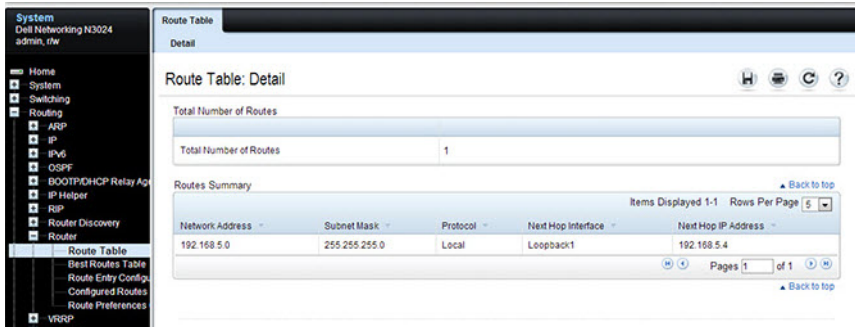 System
Dell Networking N3024
admin, r/w
Home
System
Switching
Routing
ARP
IP
IPv6
OSPF
BOOTP/DHCP Relay Age
IP Helper
RIP
Router Discovery
Router
Route Table
Best Routes Table
Route Entry Configu
Configured Routes
Route Preferences
VRRP
Route Table
Detail
Route Table: Detail
Total Number of Routes
Total Number of Routes 1
Routes Summary
Back to top
Items Displayed 1-1 Rows Per Page 5
Network Address Subnet Mask Protocol Next Hop Interface Next Hop IP Address
192.168.5.0 255.255.255.0 Local Loopback1 192.168.5.4
Pages 1 of 1
Back to top